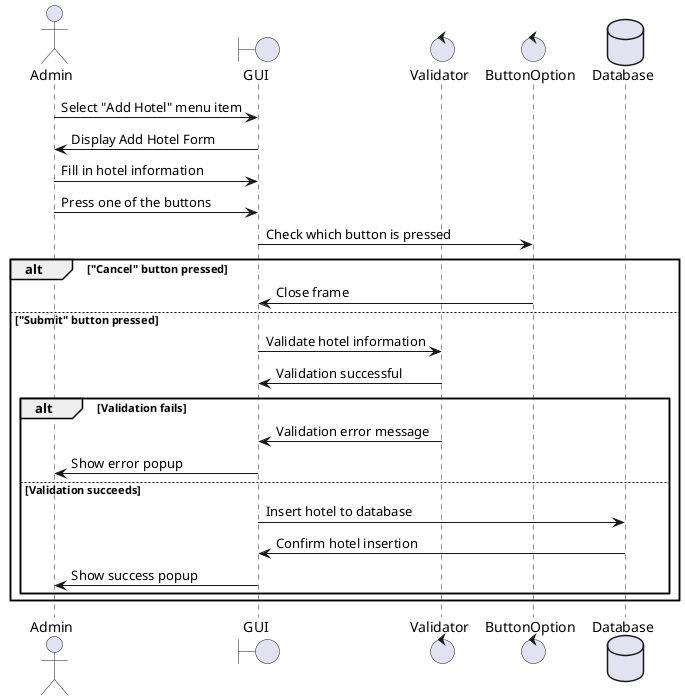 Admin GUI Validator ButtonOption Database
Select "Add Hotel" menu item
Display Add Hotel Form
Fill in hotel information
Press one of the buttons
Check which button is pressed
alt ["Cancel" button pressed]
Close frame
["Submit" button pressed]
Validate hotel information
Validation successful
alt [Validation fails]
Validation error message
Show error popup
[Validation succeeds]
Insert hotel to database
Confirm hotel insertion
Show success popup
Admin GUI Validator ButtonOption Database